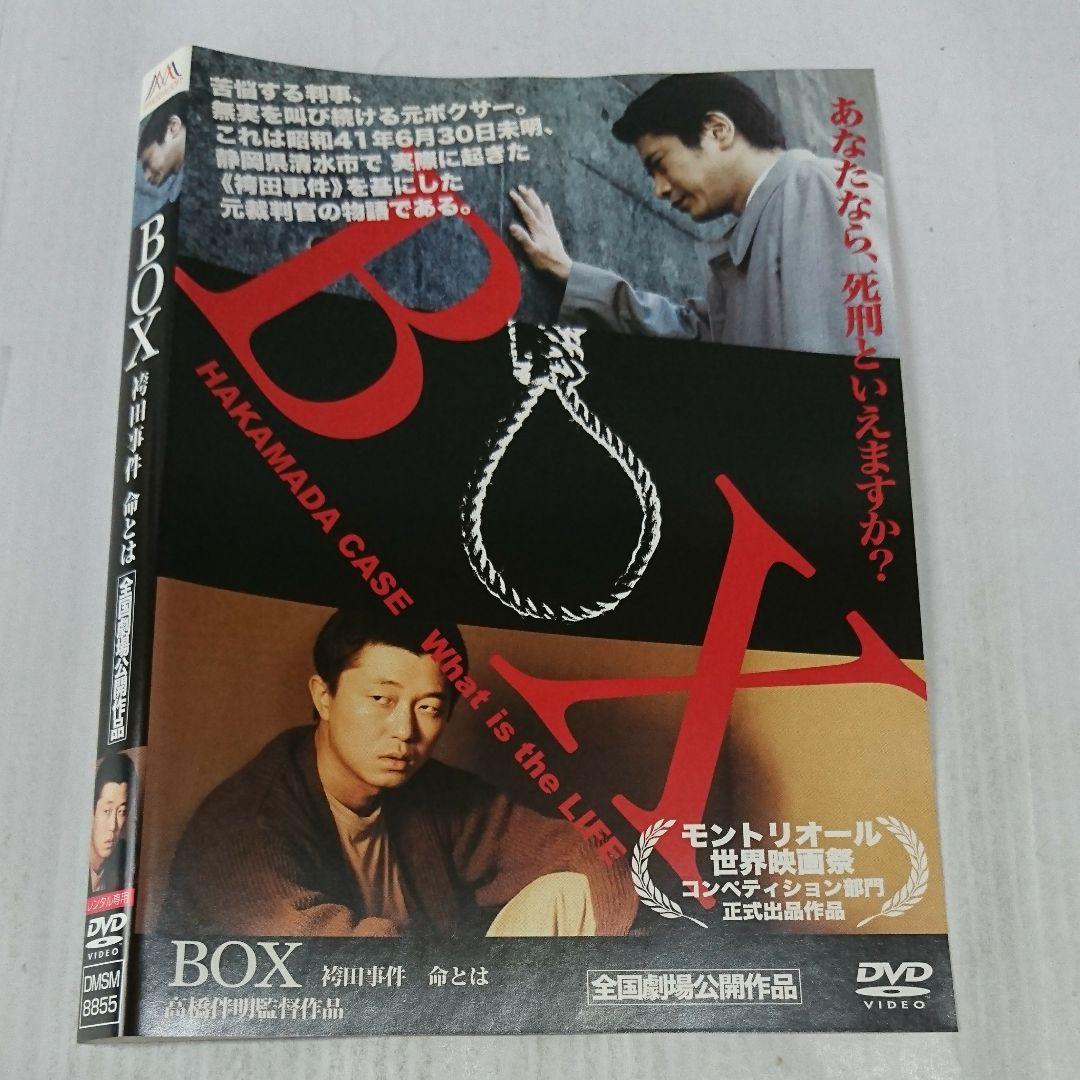 苦悩する判事、
無実を叫び続ける元ボクサー。
これは昭和41年6月30日未明、
静岡県清水市で 実際に起きた
《袴田事件》を基にした
元裁判官の物語である。
あなたなら、死刑といえますか?
BOX
HAKAMADA CASE What is the LIFE
モントリオール
世界映画祭
コンペティション部門
正式出品作品
BOX 袴田事件 命とは
高橋伴明監督作品
全国劇場公開作品
DVD
VIDEO
BOX 袴田事件 命とは 全国劇場公開作品
レンタル専用
DVD
VIDEO
DMSM
8855